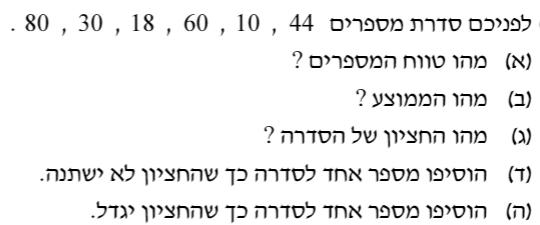 לפניכם סדרת מספרים 44 , 10 , 60 , 18 , 30 , 80 .
(א) מהו טווח המספרים ?
(ב) מהו הממוצע ?
(ג) מהו החציון של הסדרה ?
(ד) הוסיפו מספר אחד לסדרה כך שהחציון לא ישתנה.
(ה) הוסיפו מספר אחד לסדרה כך שהחציון יגדל.